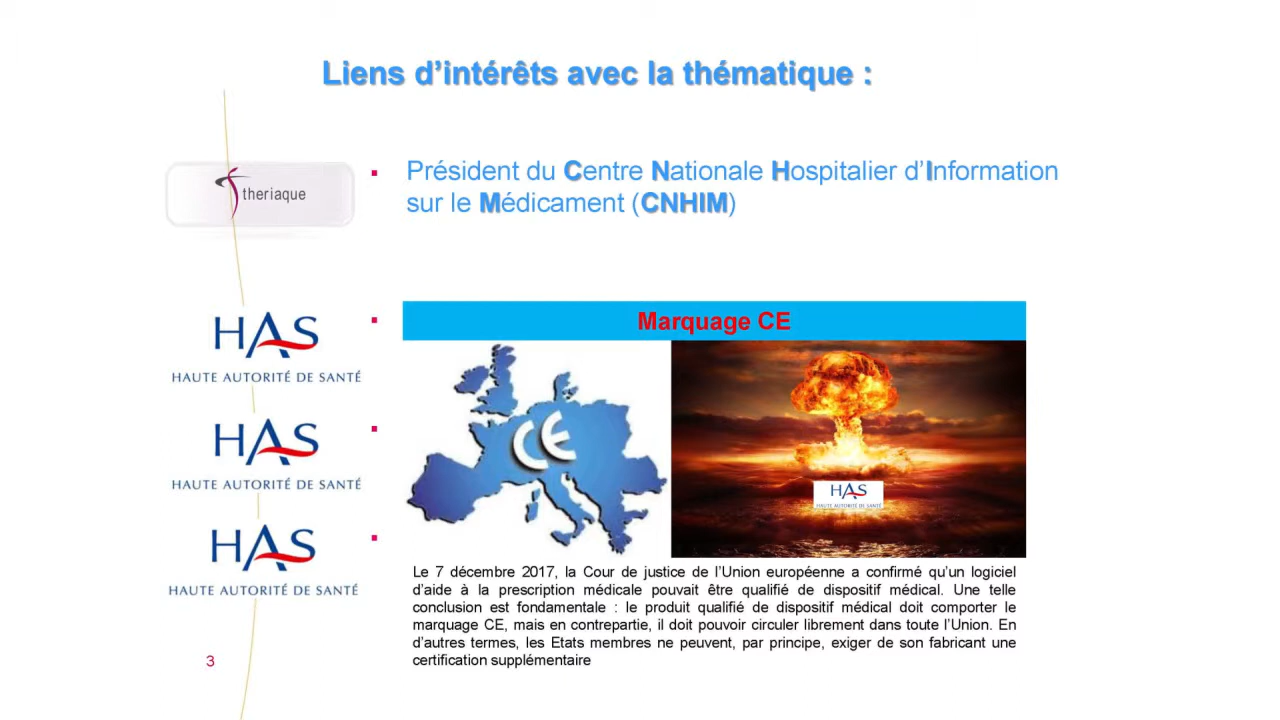 Liens d’intérêts avec la thématique :
theriaque
▪ Président du Centre Nationale Hospitalier d’Information
sur le Médicament (CNHIM)
HAS
HAUTE AUTORITÉ DE SANTÉ
▪
Marquage CE
HAS
HAUTE AUTORITÉ DE SANTÉ
▪
CE
HAS
HAUTE AUTORITÉ DE SANTÉ
HAS
HAUTE AUTORITÉ DE SANTÉ
▪
Le 7 décembre 2017, la Cour de justice de l’Union européenne a confirmé qu’un logiciel
d’aide à la prescription médicale pouvait être qualifié de dispositif médical. Une telle
conclusion est fondamentale : le produit qualifié de dispositif médical doit comporter le
marquage CE, mais en contrepartie, il doit pouvoir circuler librement dans toute l’Union. En
d’autres termes, les Etats membres ne peuvent, par principe, exiger de son fabricant une
certification supplémentaire
3